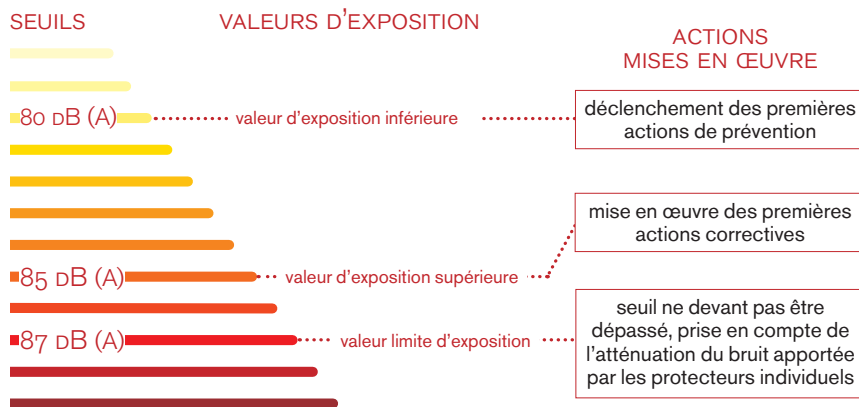 SEUILS
VALEURS D'EXPOSITION
ACTIONS
MISES EN ŒUVRE
80 dB (A)
valeur d'exposition inférieure
déclenchement des premières
actions de prévention
mise en œuvre des premières
actions correctives
85 dB (A)
valeur d'exposition supérieure
87 dB (A)
valeur limite d'exposition
seuil ne devant pas être
dépassé, prise en compte de
l'atténuation du bruit apportée
par les protecteurs individuels